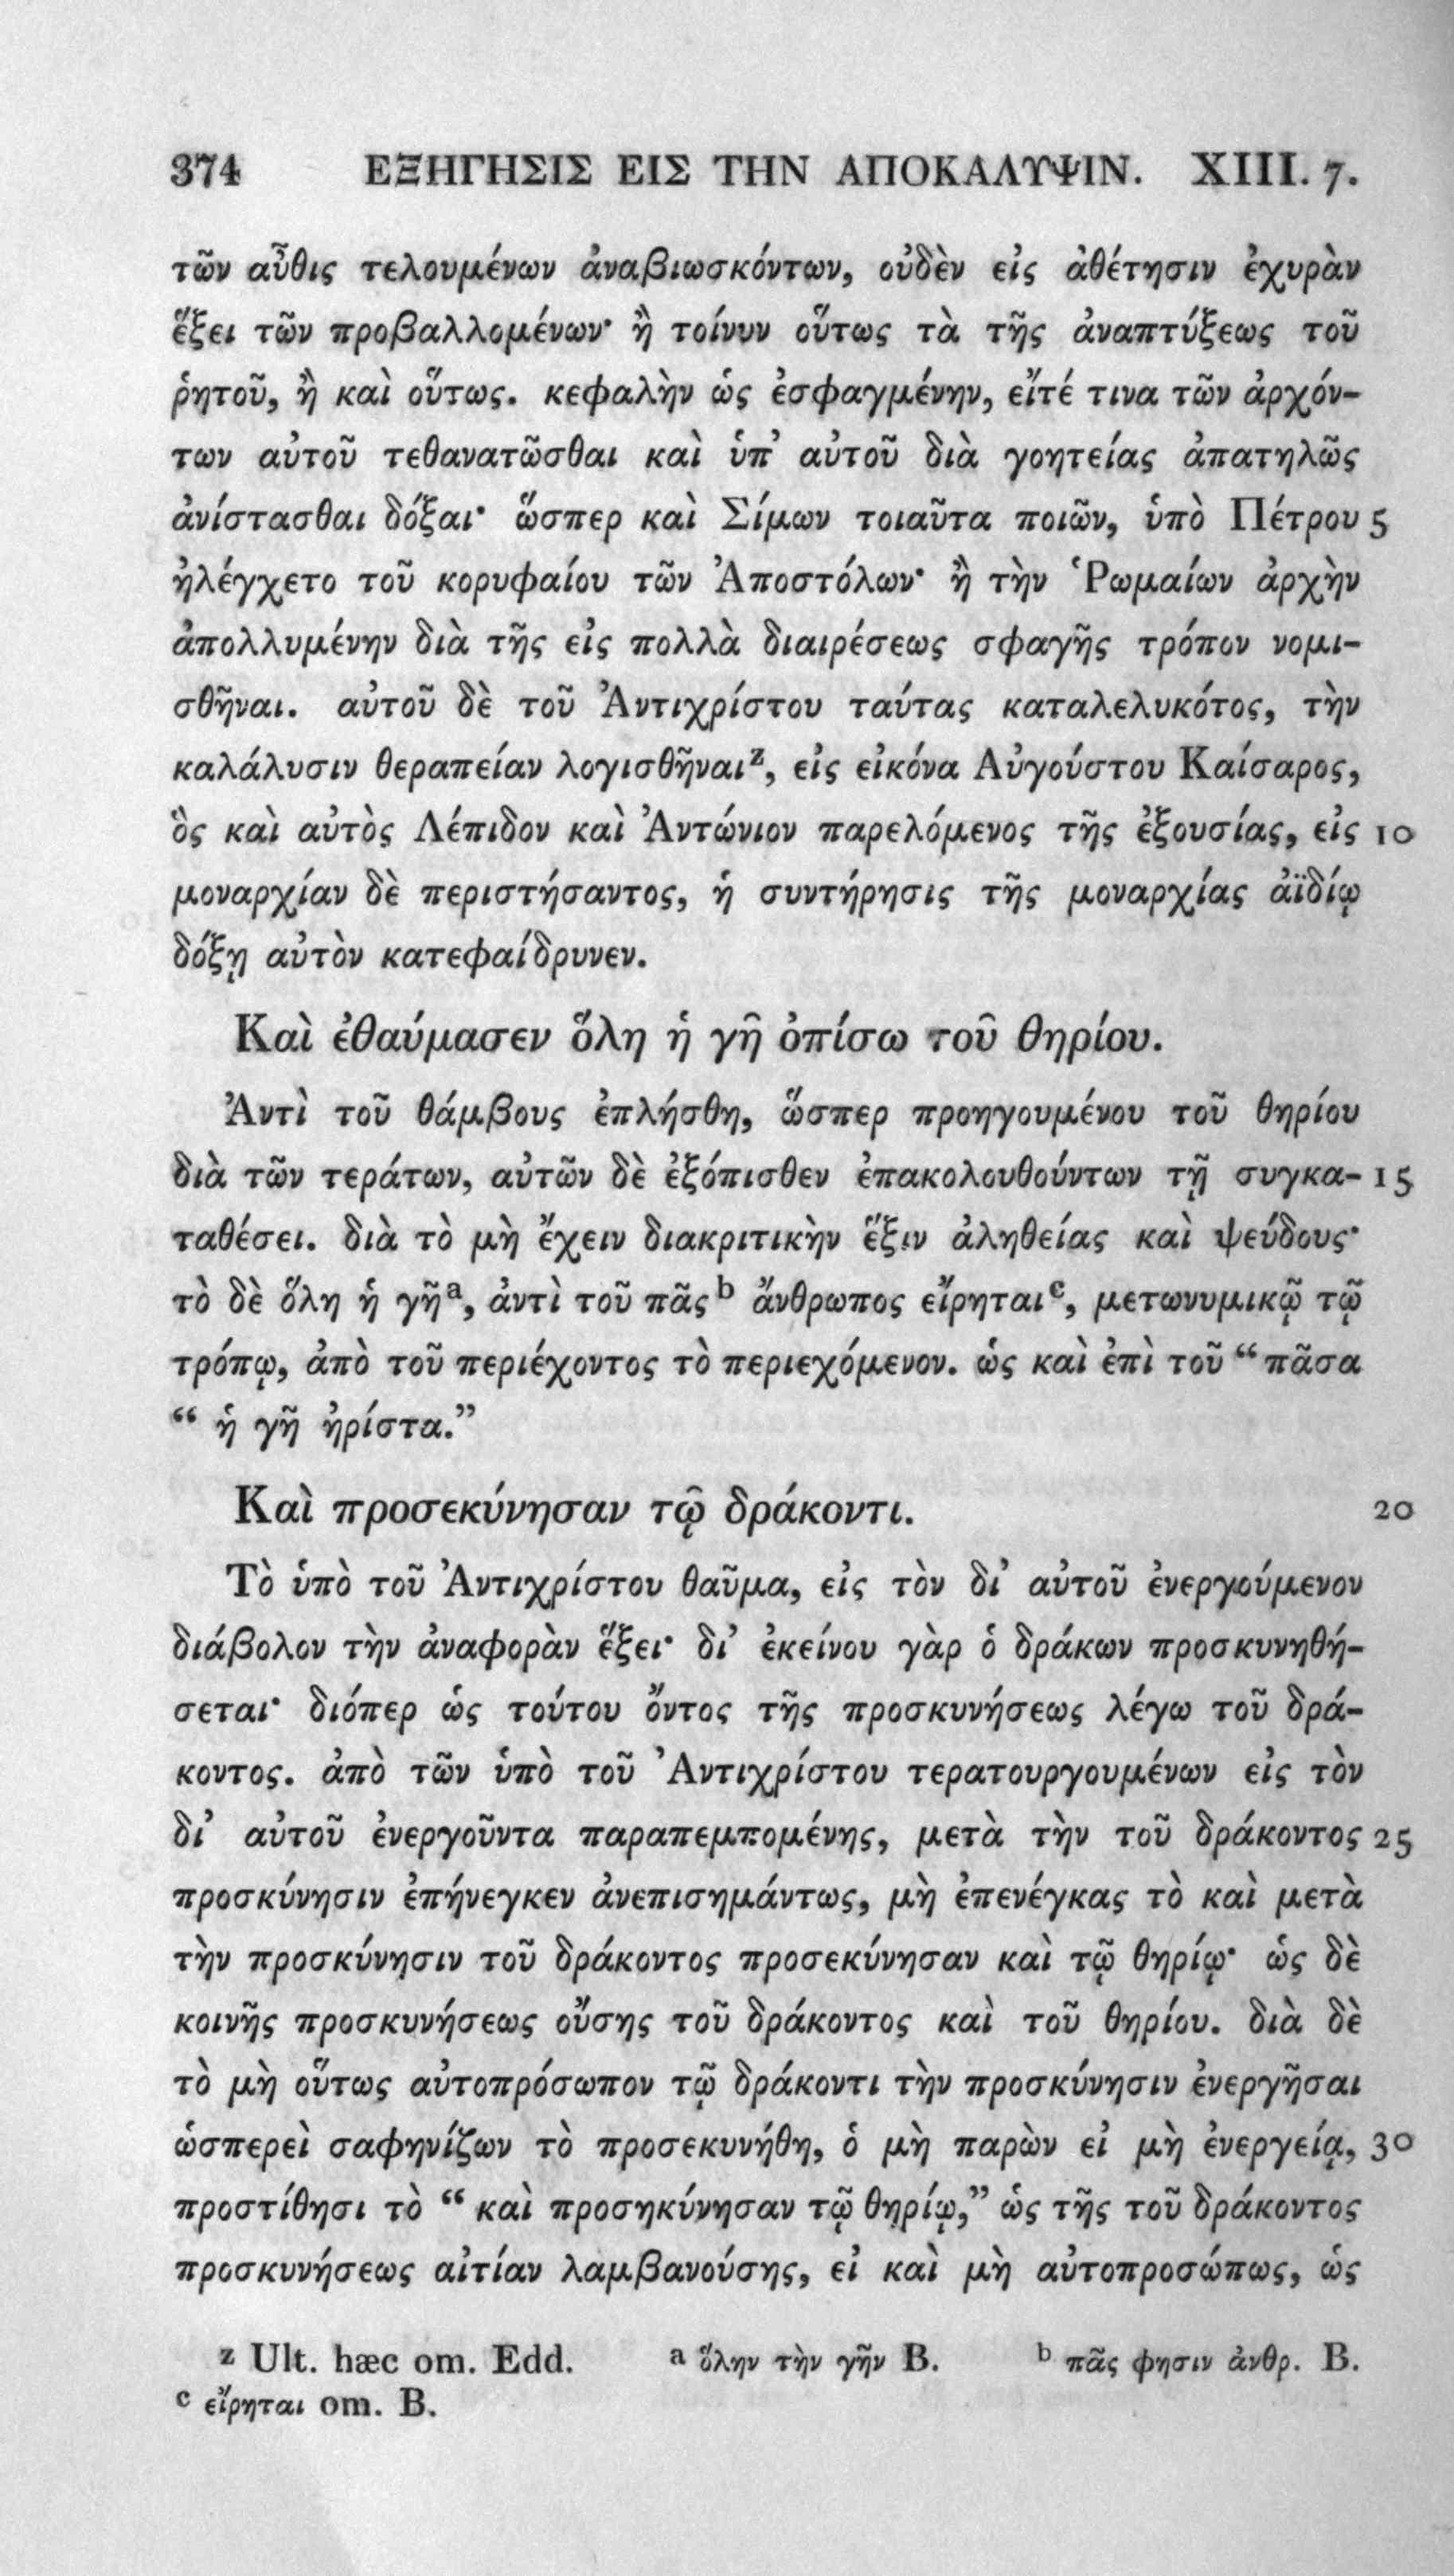 374 ΕΞΗΓΗΣΙΣ ΕΙΣ ΤΗΝ ΑΠΟΚΑΛΥΨΙΝ. XIII. 7.
τῶν αὖθις τελουμένων ἀναβιωσκόντων, οὐδὲν εἰς ἀθέτησιν ἐχυρὰν
ἕξει τῶν προβαλλομένων· ἢ τοίνυν οὕτως τὰ τῆς ἀναπτύξεως τοῦ
ῥητοῦ, ἢ καὶ οὕτως. κεφαλὴν ὡς ἐσφαγμένην, εἴτέ τινα τῶν ἀρχόν-
των αὐτοῦ τεθανατῶσθαι καὶ ὑπ’ αὐτοῦ διὰ γοητείας ἀπατηλῶς
ἀνίστασθαι δόξαι· ὥσπερ καὶ Σίμων τοιαῦτα ποιῶν, ὑπὸ Πέτρου 5
ἠλέγχετο τοῦ κορυφαίου τῶν Ἀποστόλων· ἢ τὴν Ῥωμαίων ἀρχὴν
ἀπολλυμένην διὰ τῆς εἰς πολλὰ διαιρέσεως σφαγῆς τρόπον νομι-
σθῆναι. αὐτοῦ δὲ τοῦ Ἀντιχρίστου ταύτας καταλελυκότος, τὴν
καλάλυσιν θεραπείαν λογισθῆναι z, εἰς εἰκόνα Αὐγούστου Καίσαρος,
ὃς καὶ αὐτὸς Λέπιδον καὶ Ἀντώνιον παρελόμενος τῆς ἐξουσίας, εἰς 10
μοναρχίαν δὲ περιστήσαντος, ἡ συντήρησις τῆς μοναρχίας ἀϊδίῳ
δόξῃ αὐτὸν κατεφαίδρυνεν.
Καὶ ἐθαύμασεν ὅλη ἡ γῆ ὀπίσω τοῦ θηρίου.
Ἀντὶ τοῦ θάμβους ἐπλήσθη, ὥσπερ προηγουμένου τοῦ θηρίου
διὰ τῶν τεράτων, αὐτῶν δὲ ἐξόπισθεν ἐπακολουθούντων τῇ συγκα- 15
ταθέσει. διὰ τὸ μὴ ἔχειν διακριτικὴν ἕξιν ἀληθείας καὶ ψεύδους·
τὸ δὲ ὅλη ἡ γῆ a, ἀντὶ τοῦ πᾶς b ἄνθρωπος εἴρηται c, μετωνυμικῷ τῷ
τρόπῳ, ἀπὸ τοῦ περιέχοντος τὸ περιεχόμενον. ὡς καὶ ἐπὶ τοῦ “ πᾶσα
“ ἡ γῆ ἠρίστα.”
Καὶ προσεκύνησαν τῷ δράκοντι. 20
Τὸ ὑπὸ τοῦ Ἀντιχρίστου θαῦμα, εἰς τὸν δι’ αὐτοῦ ἐνεργούμενον
διάβολον τὴν ἀναφορὰν ἕξει· δι’ ἐκείνου γὰρ ὁ δράκων προσκυνηθή-
σεται· διόπερ ὡς τούτου ὄντος τῆς προσκυνήσεως λέγω τοῦ δρά-
κοντος. ἀπὸ τῶν ὑπὸ τοῦ Ἀντιχρίστου τερατουργουμένων εἰς τὸν
δι’ αὐτοῦ ἐνεργοῦντα παραπεμπομένης, μετὰ τὴν τοῦ δράκοντος 25
προσκύνησιν ἐπήνεγκεν ἀνεπισημάντως, μὴ ἐπενέγκας τὸ καὶ μετὰ
τὴν προσκύνησιν τοῦ δράκοντος προσεκύνησαν καὶ τῷ θηρίῳ· ὡς δὲ
κοινῆς προσκυνήσεως οὔσης τοῦ δράκοντος καὶ τοῦ θηρίου. διὰ δὲ
τὸ μὴ οὕτως αὐτοπρόσωπον τῷ δράκοντι τὴν προσκύνησιν ἐνεργῆσαι
ὡσπερεὶ σαφηνίζων τὸ προσεκυνήθη, ὁ μὴ παρὼν εἰ μὴ ἐνεργείᾳ, 30
προστίθησι τὸ “ καὶ προσηκύνησαν τῷ θηρίῳ,” ὡς τῆς τοῦ δράκοντος
προσκυνήσεως αἰτίαν λαμβανούσης, εἰ καὶ μὴ αὐτοπροσώπως, ὡς
z Ult. hæc om. Edd. a ὅλην τὴν γῆν B. b πᾶς φησιν ἀνθρ. B.
c εἴρηται om. B.